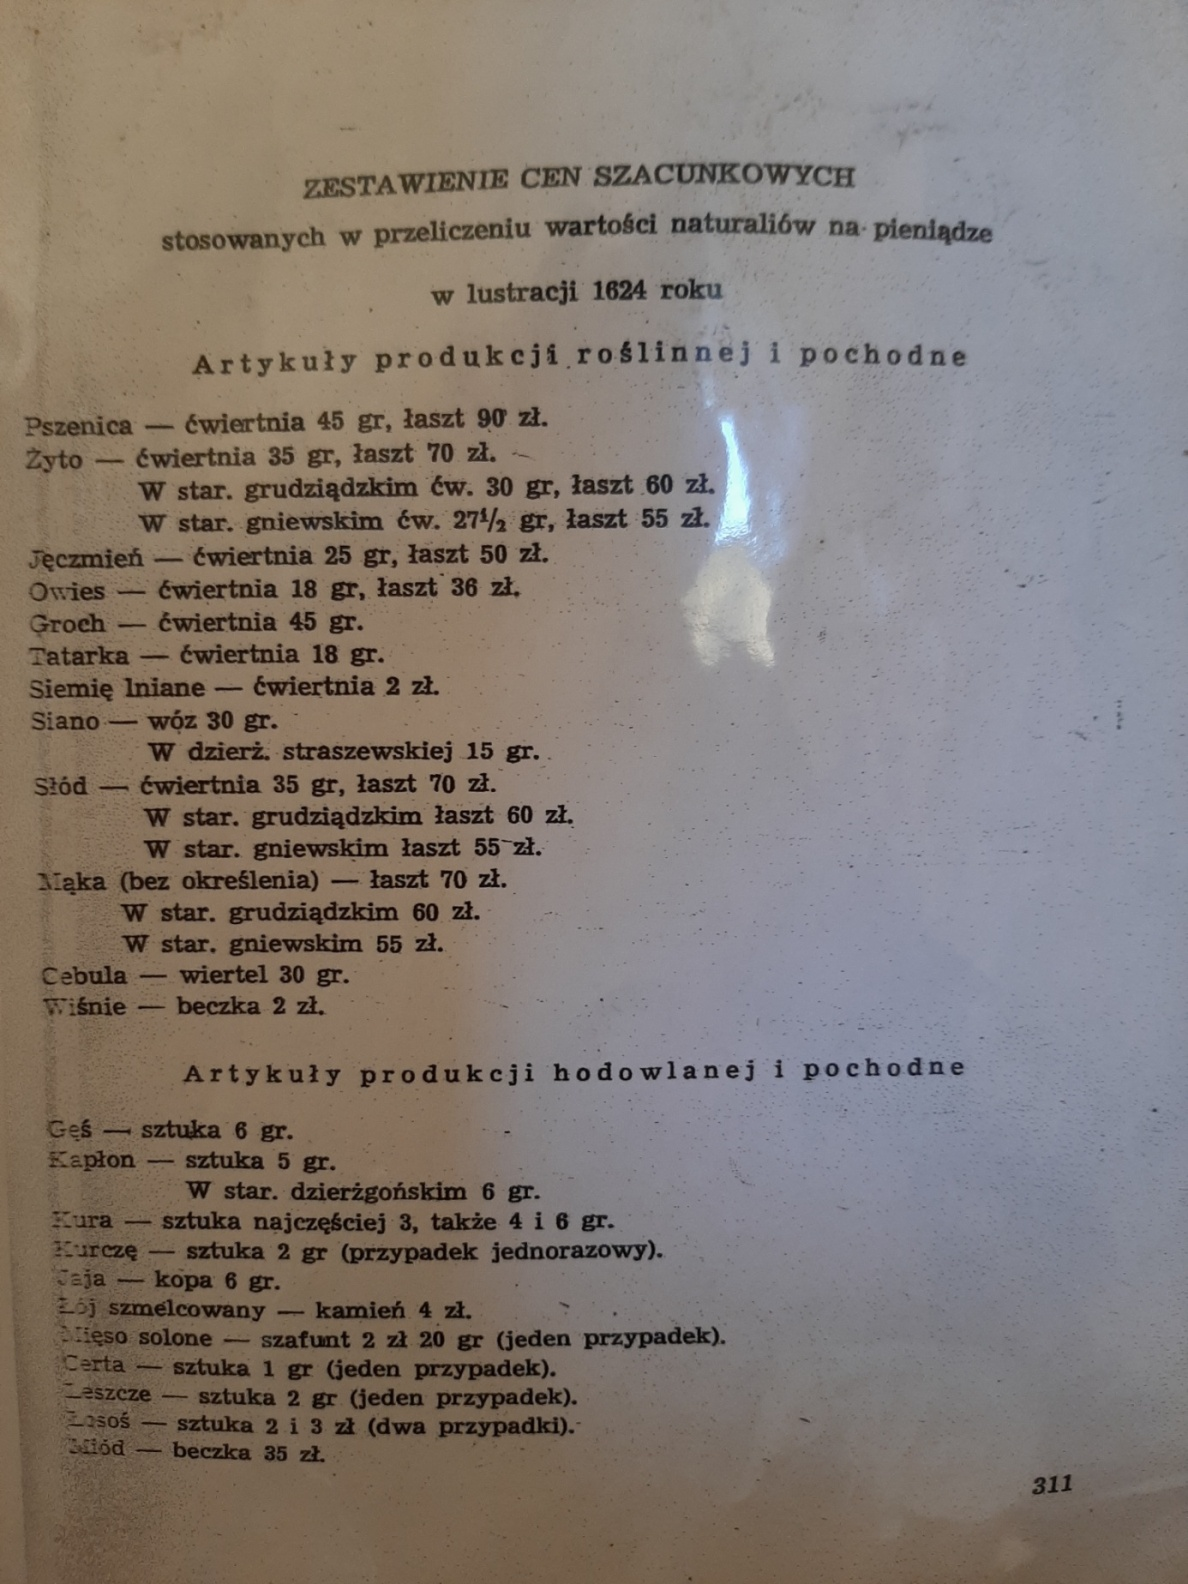 ZESTAWIENIE CEN SZACUNKOWYCH
stosowanych w przeliczeniu wartości naturaliów na pieniądze
w lustracji 1624 roku
Artykuły produkcji roślinnej i pochodne
Pszenica — ćwiertnia 45 gr, łaszt 90 zł.
Żyto — ćwiertnia 35 gr, łaszt 70 zł.
W star. grudziądzkim ćw. 30 gr, łaszt 60 zł.
W star. gniewskim ćw. 27½ gr, łaszt 55 zł.
Jęczmień — ćwiertnia 25 gr, łaszt 50 zł.
Owies — ćwiertnia 18 gr, łaszt 36 zł.
Groch — ćwiertnia 45 gr.
Tatarka — ćwiertnia 18 gr.
Siemię lniane — ćwiertnia 2 zł.
Siano — wóz 30 gr.
W dzierż. straszewskiej 15 gr.
Słód — ćwiertnia 35 gr, łaszt 70 zł.
W star. grudziądzkim łaszt 60 zł.
W star. gniewskim łaszt 55 zł.
Mąka (bez określenia) — łaszt 70 zł.
W star. grudziądzkim 60 zł.
W star. gniewskim 55 zł.
Cebula — wiertel 30 gr.
Wiśnie — beczka 2 zł.
Artykuły produkcji hodowlanej i pochodne
Gęś — sztuka 6 gr.
Kapłon — sztuka 5 gr.
W star. dzierżgońskim 6 gr.
Kura — sztuka najczęściej 3, także 4 i 6 gr.
Kurczę — sztuka 2 gr (przypadek jednorazowy).
Jaja — kopa 6 gr.
Łój szmelcowany — kamień 4 zł.
Mięso solone — szafunt 2 zł 20 gr (jeden przypadek).
Certa — sztuka 1 gr (jeden przypadek).
Leszcze — sztuka 2 gr (jeden przypadek).
Łosoś — sztuka 2 i 3 zł (dwa przypadki).
Miód — beczka 35 zł.
311